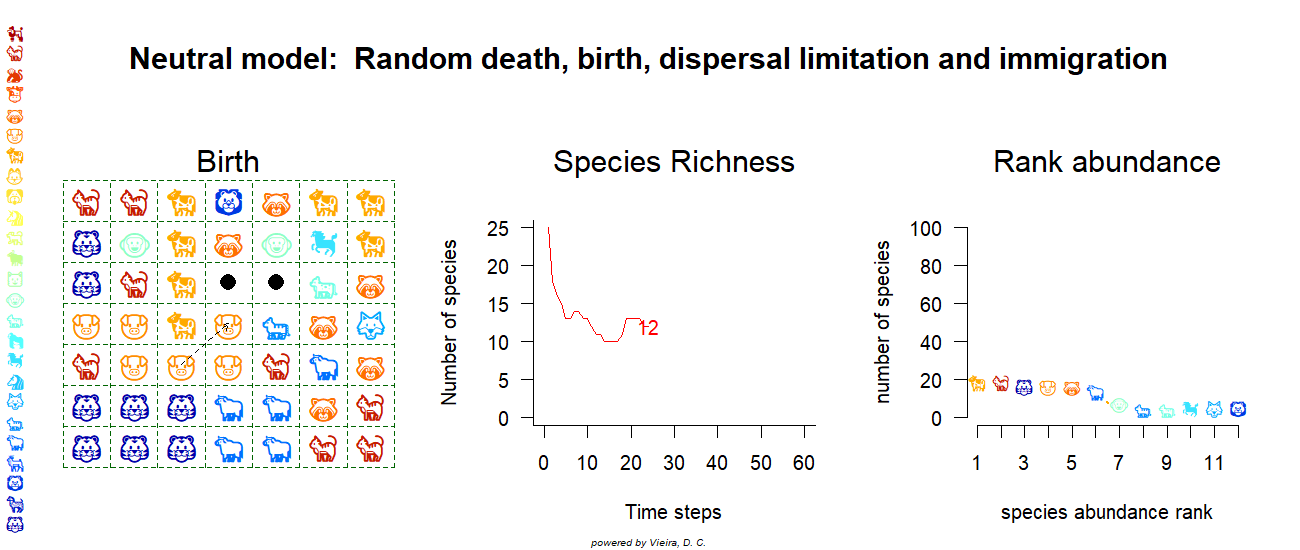 Neutral model:  Random death, birth, dispersal limitation and immigration
Birth
Species Richness
Number of species
25
20
15
10
5
0
12
0 10 20 30 40 50 60
Time steps
Rank abundance
number of species
100
80
60
40
20
0
1 3 5 7 9 11
species abundance rank
powered by Vieira, D. C.